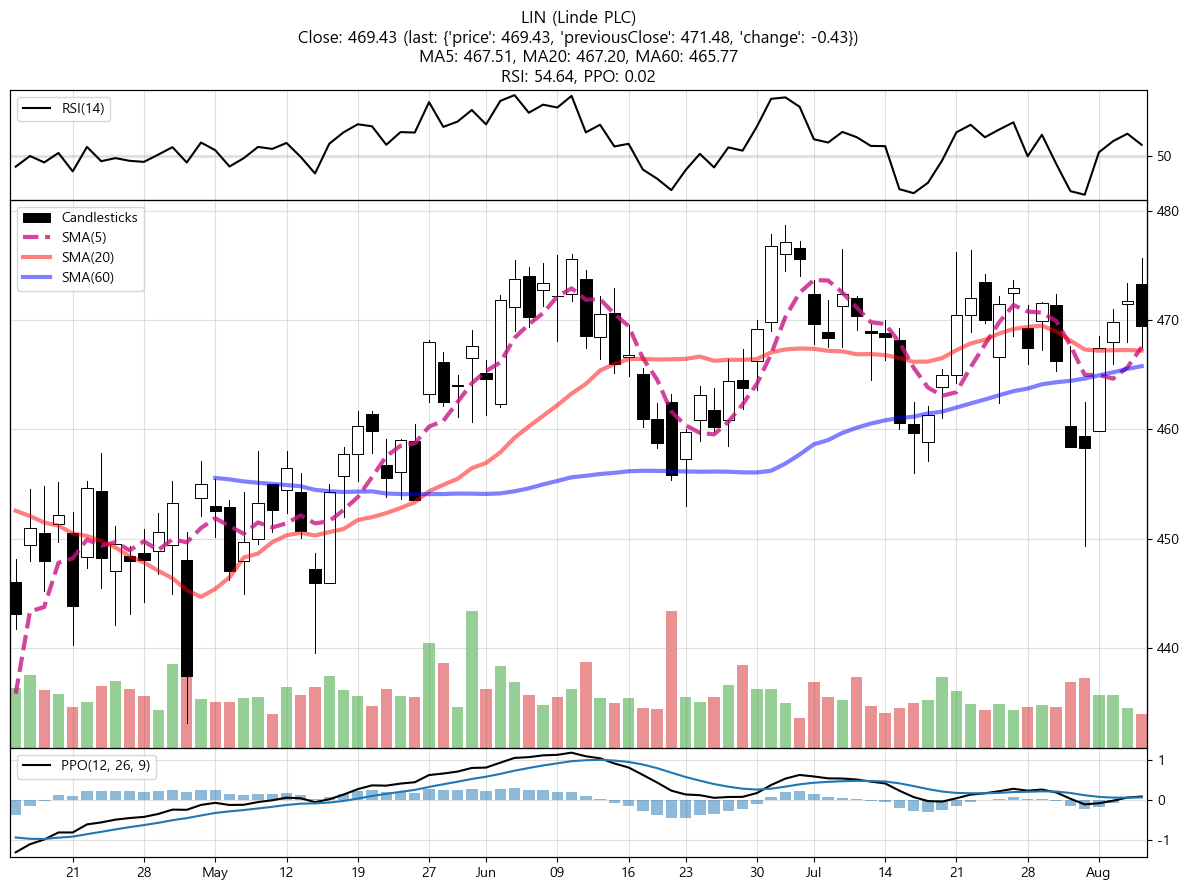 LIN (Linde PLC)
Close: 469.43 (last: {'price': 469.43, 'previousClose': 471.48, 'change': -0.43})
MA5: 467.51, MA20: 467.20, MA60: 465.77
RSI: 54.64, PPO: 0.02
RSI(14)
50
Candlesticks
SMA(5)
SMA(20)
SMA(60)
480
470
460
450
440
PPO(12, 26, 9)
1
0
-1
21 28 May 12 19 27 Jun 09 16 23 30 Jul 14 21 28 Aug